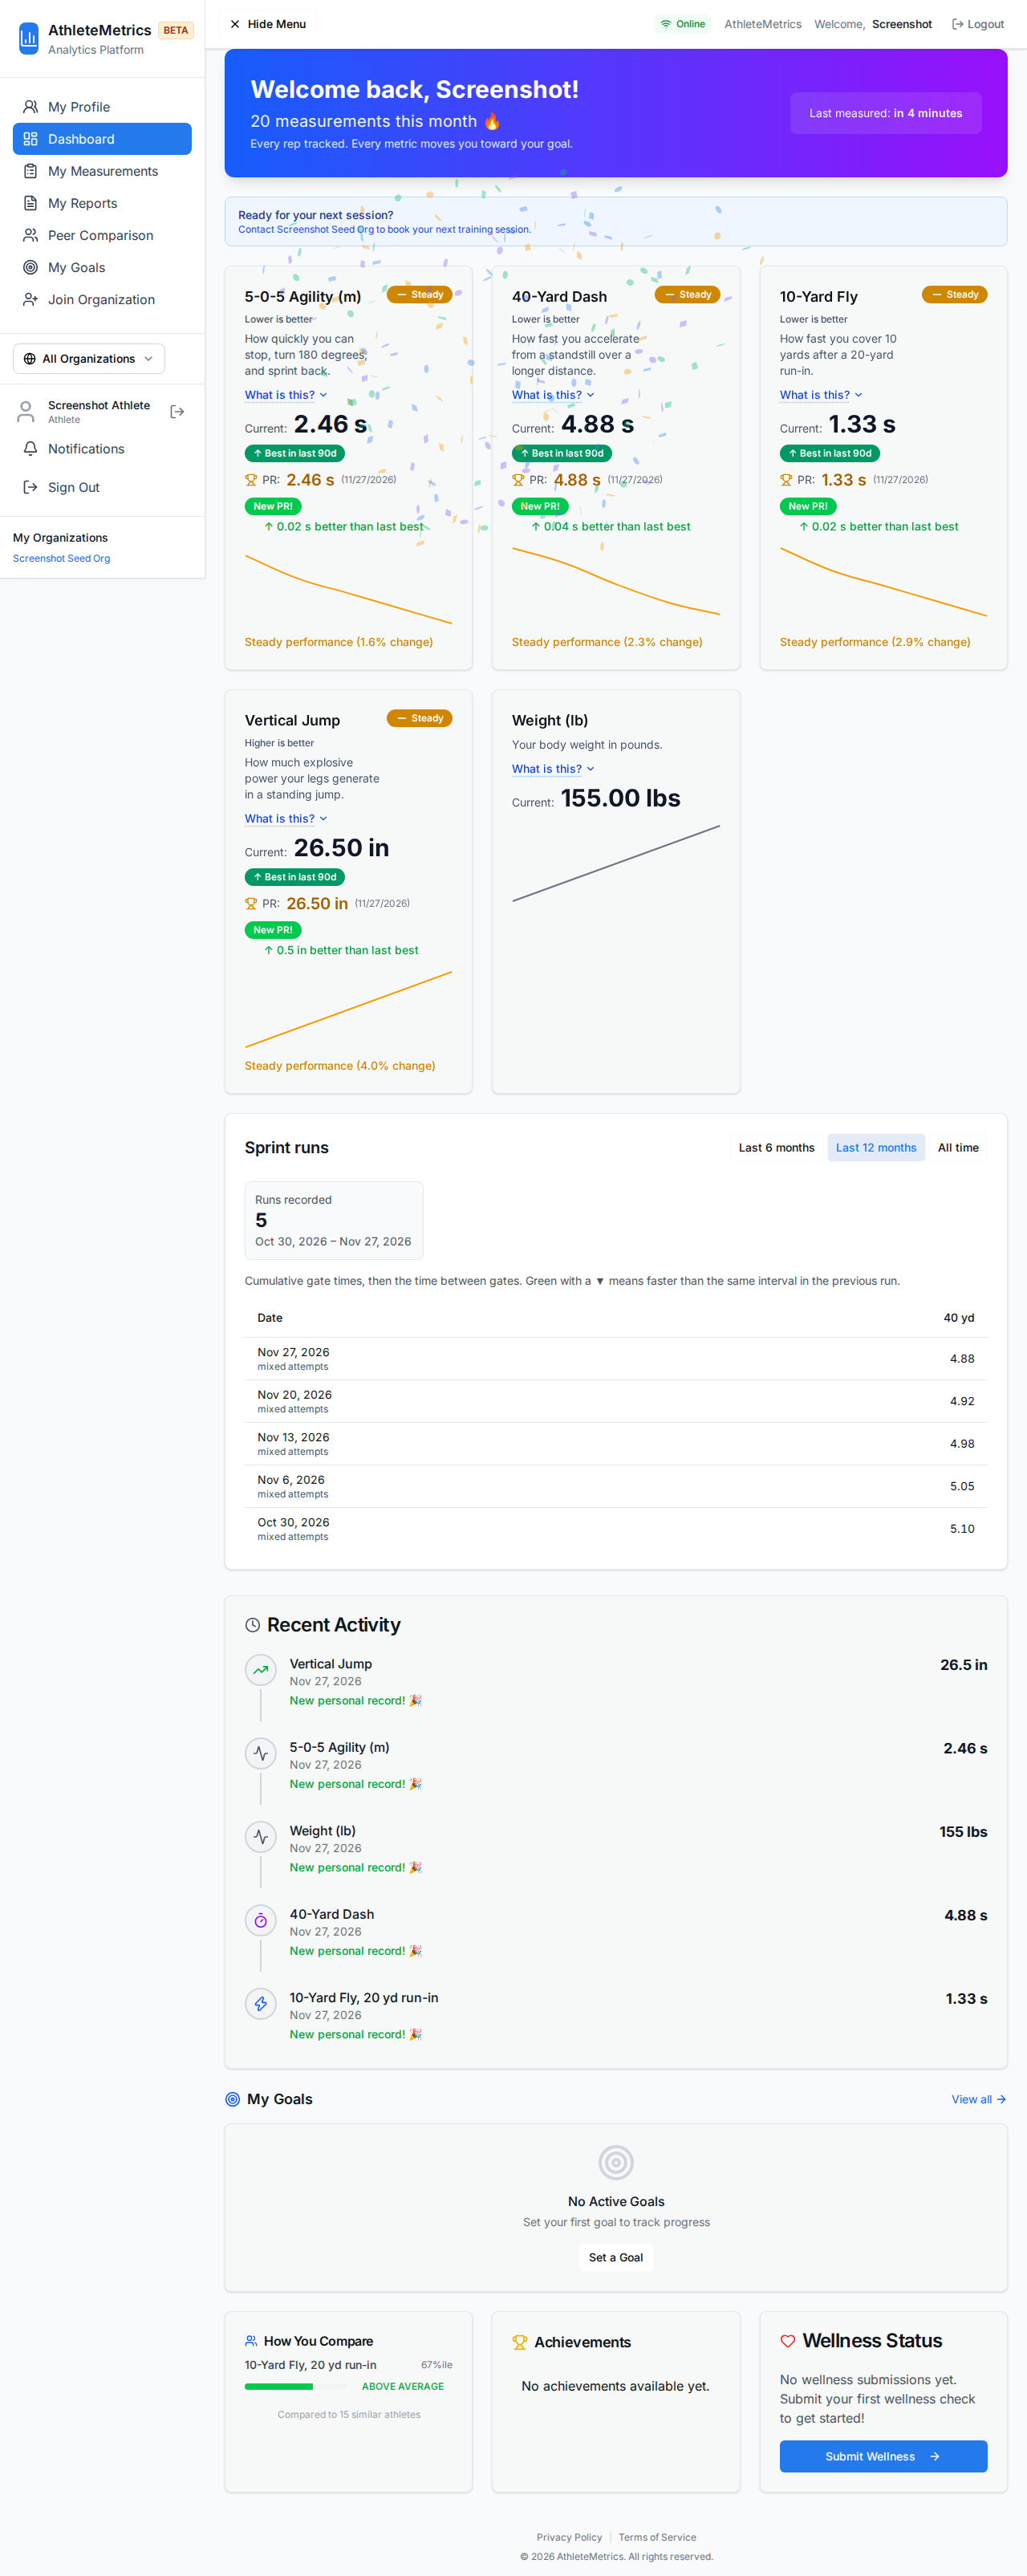 AthleteMetrics BETA
Analytics Platform
My Profile
Dashboard
My Measurements
My Reports
Peer Comparison
My Goals
Join Organization
All Organizations
Screenshot Athlete
Athlete
Notifications
Sign Out
My Organizations
Screenshot Seed Org
Hide Menu
Online
AthleteMetrics
Welcome, Screenshot
Logout
Welcome back, Screenshot!
20 measurements this month 🔥
Every rep tracked. Every metric moves you toward your goal.
Last measured: in 4 minutes
Ready for your next session?
Contact Screenshot Seed Org to book your next training session.
5-0-5 Agility (m)
— Steady
Lower is better
How quickly you can
stop, turn 180 degrees,
and sprint back.
What is this?
Current: 2.46 s
↑ Best in last 90d
PR: 2.46 s (11/27/2026)
New PR!
↑ 0.02 s better than last best
Steady performance (1.6% change)
40-Yard Dash
— Steady
Lower is better
How fast you accelerate
from a standstill over a
longer distance.
What is this?
Current: 4.88 s
↑ Best in last 90d
PR: 4.88 s (11/27/2026)
New PR!
↑ 0.04 s better than last best
Steady performance (2.3% change)
10-Yard Fly
— Steady
Lower is better
How fast you cover 10
yards after a 20-yard
run-in.
What is this?
Current: 1.33 s
↑ Best in last 90d
PR: 1.33 s (11/27/2026)
New PR!
↑ 0.02 s better than last best
Steady performance (2.9% change)
Vertical Jump
— Steady
Higher is better
How much explosive
power your legs generate
in a standing jump.
What is this?
Current: 26.50 in
↑ Best in last 90d
PR: 26.50 in (11/27/2026)
New PR!
↑ 0.5 in better than last best
Steady performance (4.0% change)
Weight (lb)
Your body weight in pounds.
What is this?
Current: 155.00 lbs
Sprint runs
Last 6 months
Last 12 months
All time
Runs recorded
5
Oct 30, 2026 – Nov 27, 2026
Cumulative gate times, then the time between gates. Green with a ▼ means faster than the same interval in the previous run.
Date 40 yd
Nov 27, 2026
mixed attempts
4.88
Nov 20, 2026
mixed attempts
4.92
Nov 13, 2026
mixed attempts
4.98
Nov 6, 2026
mixed attempts
5.05
Oct 30, 2026
mixed attempts
5.10
Recent Activity
Vertical Jump
Nov 27, 2026
New personal record! 🎉
26.5 in
5-0-5 Agility (m)
Nov 27, 2026
New personal record! 🎉
2.46 s
Weight (lb)
Nov 27, 2026
New personal record! 🎉
155 lbs
40-Yard Dash
Nov 27, 2026
New personal record! 🎉
4.88 s
10-Yard Fly, 20 yd run-in
Nov 27, 2026
New personal record! 🎉
1.33 s
My Goals
View all →
No Active Goals
Set your first goal to track progress
Set a Goal
How You Compare
10-Yard Fly, 20 yd run-in 67%ile
ABOVE AVERAGE
Compared to 15 similar athletes
Achievements
No achievements available yet.
Wellness Status
No wellness submissions yet.
Submit your first wellness check
to get started!
Submit Wellness →
Privacy Policy | Terms of Service
© 2026 AthleteMetrics. All rights reserved.